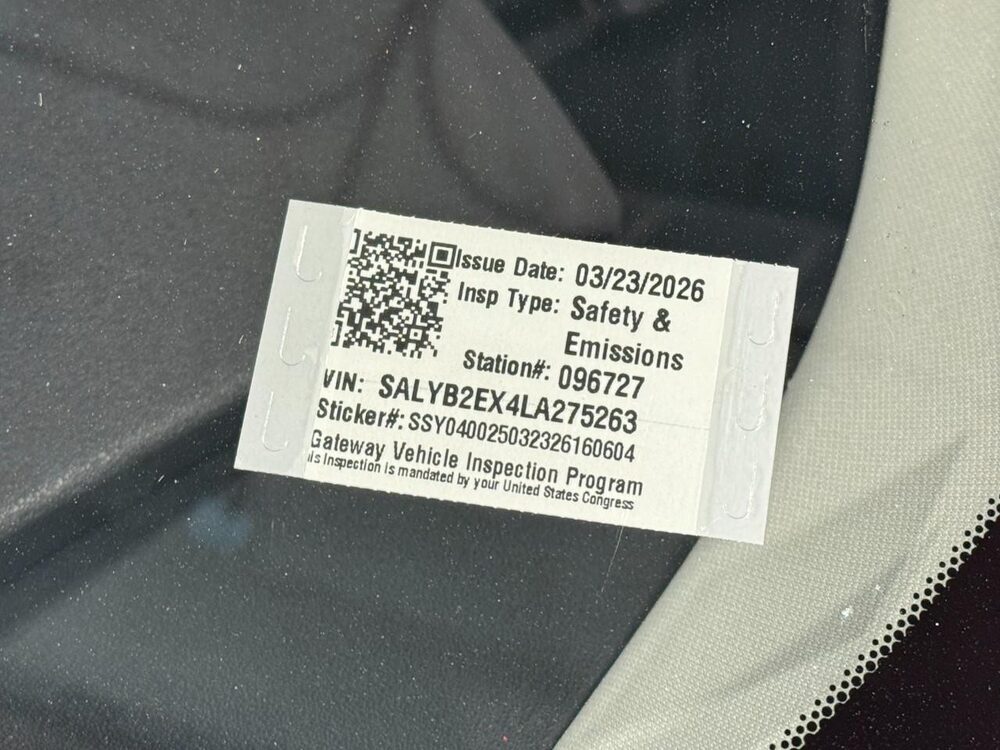 Issue Date: 03/23/2026
Insp Type: Safety &
Emissions
Station#: 096727
VIN: SALYB2EX4LA275263
Sticker#: SSY040025032326160604
Gateway Vehicle Inspection Program
is Inspection is mandated by your United States Congress